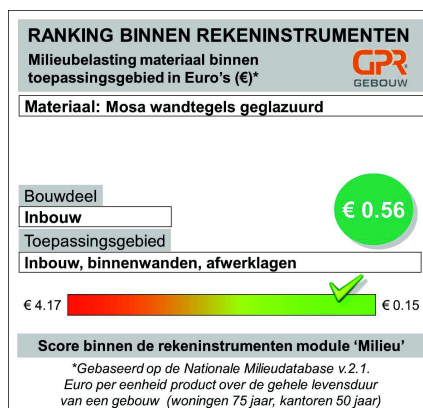 RANKING BINNEN REKENINSTRUMENTEN
Milieubelasting materiaal binnen
toepassingsgebied in Euro's (€)*
GPR®
GEBOUW
Materiaal: Mosa wandtegels geglazuurd
Bouwdeel
Inbouw
€ 0.56
Toepassingsgebied
Inbouw, binnenwanden, afwerklagen
€ 4.17
€ 0.15
Score binnen de rekeninstrumenten module ‘Milieu’
*Gebaseerd op de Nationale Milieudatabase v.2.1.
Euro per eenheid product over de gehele levensduur
van een gebouw (woningen 75 jaar, kantoren 50 jaar)